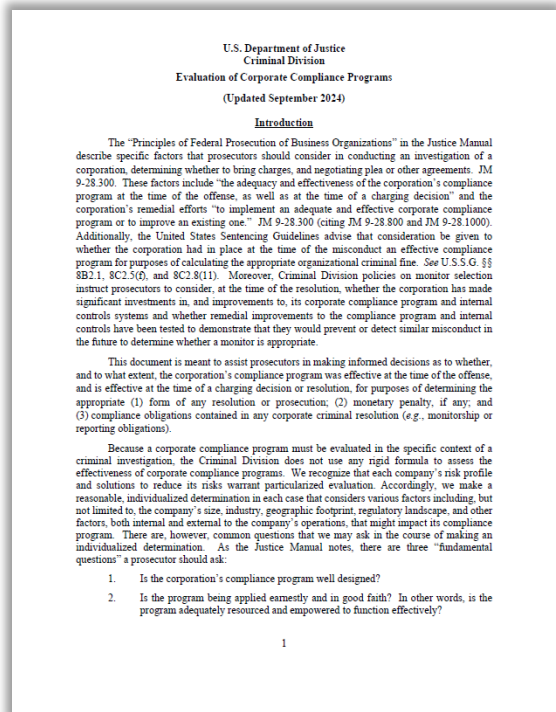 U.S. Department of Justice
Criminal Division
Evaluation of Corporate Compliance Programs
(Updated September 2024)
Introduction
The “Principles of Federal Prosecution of Business Organizations” in the Justice Manual
describe specific factors that prosecutors should consider in conducting an investigation of a
corporation, determining whether to bring charges, and negotiating plea or other agreements. JM
9-28.300. These factors include “the adequacy and effectiveness of the corporation’s compliance
program at the time of the offense, as well as at the time of a charging decision” and the
corporation’s remedial efforts “to implement an adequate and effective corporate compliance
program or to improve an existing one.” JM 9-28.300 (citing JM 9-28.800 and JM 9-28.1000).
Additionally, the United States Sentencing Guidelines advise that consideration be given to
whether the corporation had in place at the time of the misconduct an effective compliance
program for purposes of calculating the appropriate organizational criminal fine. See U.S.S.G. §§
8B2.1, 8C2.5(f), and 8C2.8(11). Moreover, Criminal Division policies on monitor selection
instruct prosecutors to consider, at the time of the resolution, whether the corporation has made
significant investments in, and improvements to, its corporate compliance program and internal
controls systems and whether remedial improvements to the compliance program and internal
controls have been tested to demonstrate that they would prevent or detect similar misconduct in
the future to determine whether a monitor is appropriate.
This document is meant to assist prosecutors in making informed decisions as to whether,
and to what extent, the corporation’s compliance program was effective at the time of the offense,
and is effective at the time of a charging decision or resolution, for purposes of determining the
appropriate (1) form of any resolution or prosecution; (2) monetary penalty, if any; and
(3) compliance obligations contained in any corporate criminal resolution (e.g., monitorship or
reporting obligations).
Because a corporate compliance program must be evaluated in the specific context of a
criminal investigation, the Criminal Division does not use any rigid formula to assess the
effectiveness of corporate compliance programs. We recognize that each company’s risk profile
and solutions to reduce its risks warrant particularized evaluation. Accordingly, we make a
reasonable, individualized determination in each case that considers various factors including, but
not limited to, the company’s size, industry, geographic footprint, regulatory landscape, and other
factors, both internal and external to the company’s operations, that might impact its compliance
program. There are, however, common questions that we may ask in the course of making an
individualized determination. As the Justice Manual notes, there are three “fundamental
questions” a prosecutor should ask:
1. Is the corporation’s compliance program well designed?
2. Is the program being applied earnestly and in good faith? In other words, is the
program adequately resourced and empowered to function effectively?
1